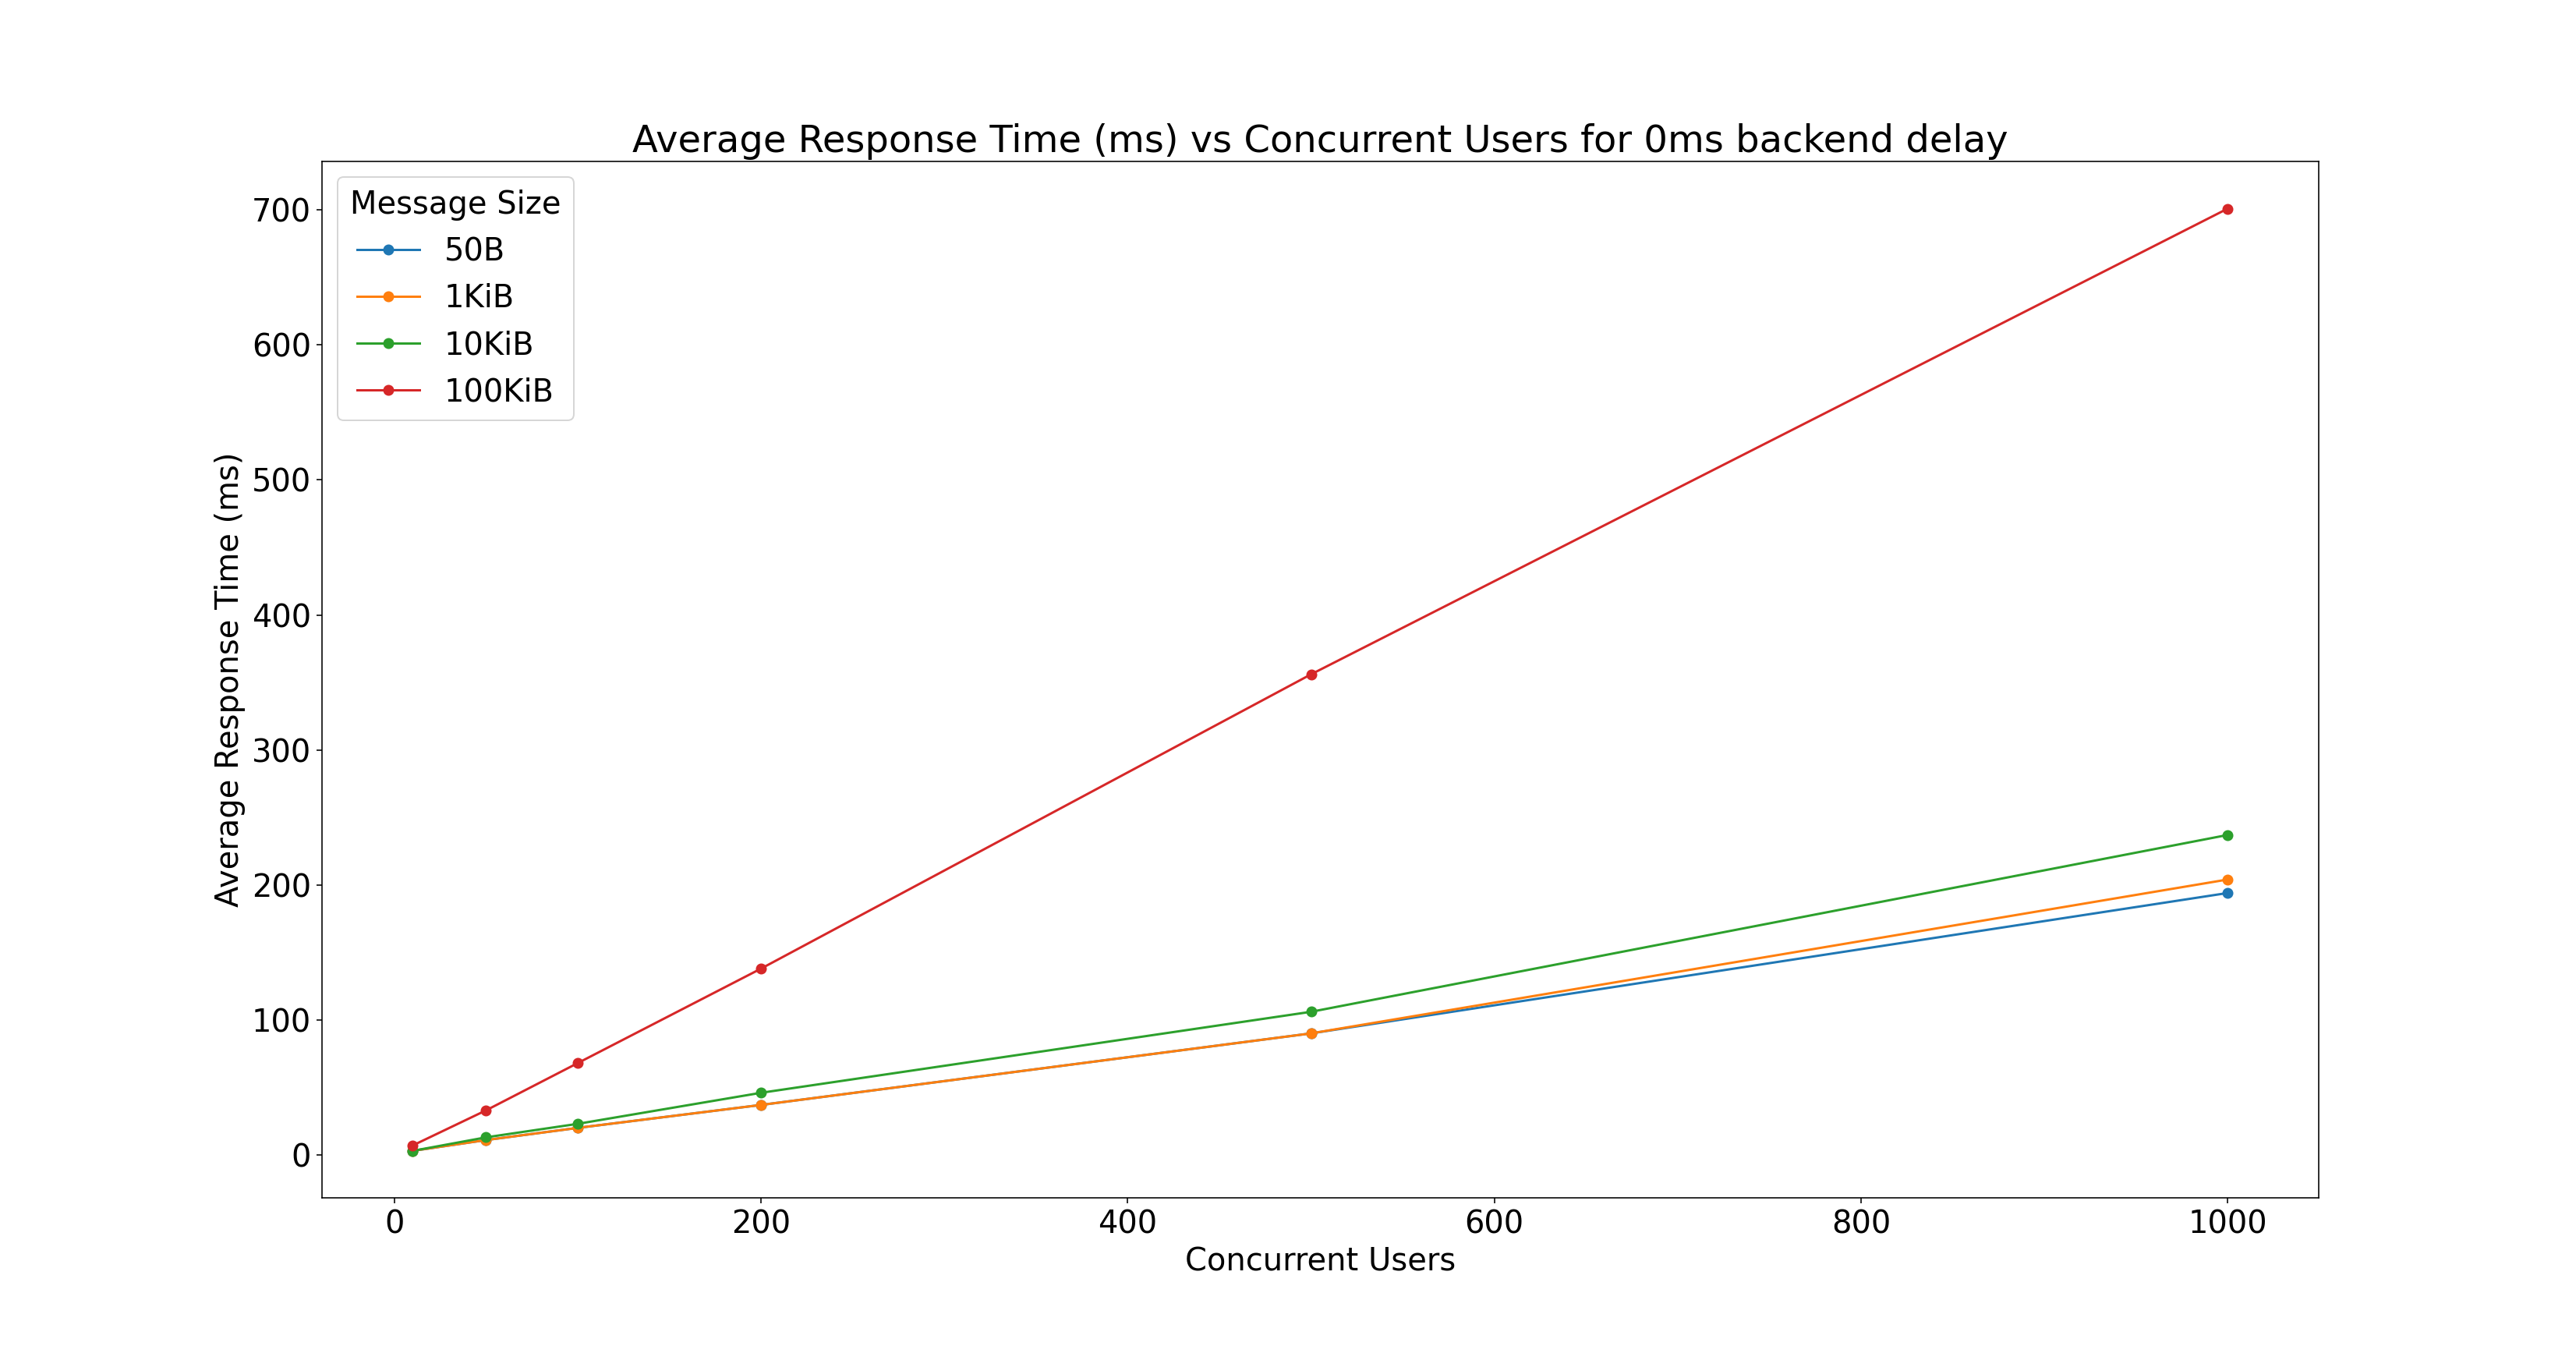 Average Response Time (ms) vs Concurrent Users for 0ms backend delay
Message Size
50B
1KiB
10KiB
100KiB
Average Response Time (ms)
700
600
500
400
300
200
100
0
0 200 400 600 800 1000
Concurrent Users